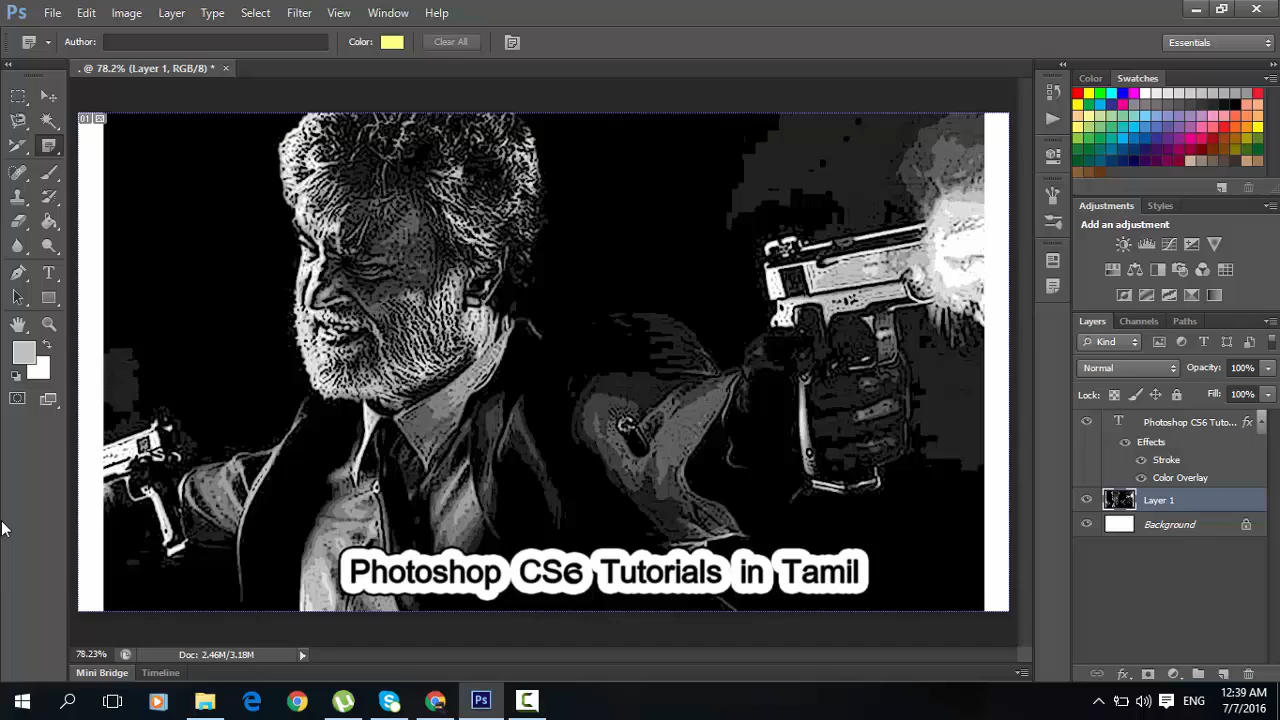 Ps File Edit Image Layer Type Select Filter View Window Help
Author: Color: Clear All Essentials
. @ 78.2% (Layer 1, RGB/8) * ×
Color Swatches
01
Adjustments Styles
Add an adjustment
Layers Channels Paths
Kind
Normal Opacity: 100%
Lock: Fill: 100%
T Photoshop CS6 Tuto... fx
Effects
Stroke
Color Overlay
Layer 1
Background
Photoshop CS6 Tutorials in Tamil
78.23% Doc: 2.46M/3.18M
Mini Bridge Timeline
Ps ENG 12:39 AM
7/7/2016